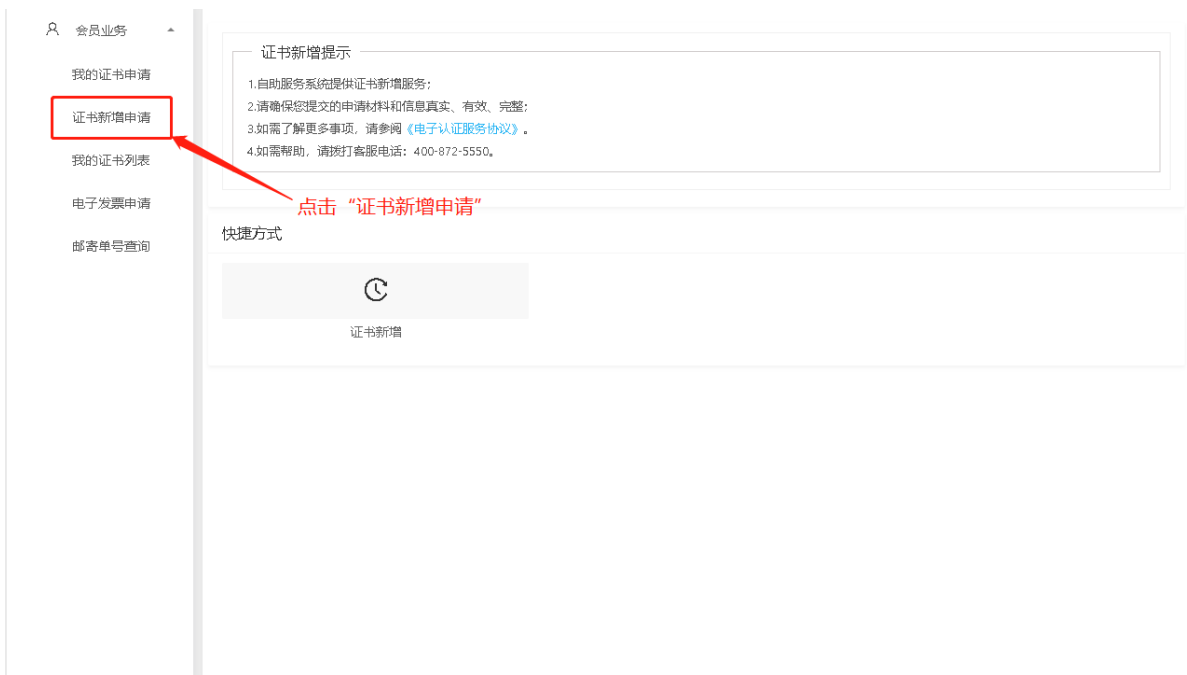 会员业务
我的证书申请
证书新增申请
我的证书列表
电子发票申请
邮寄单号查询
证书新增提示
1.自助服务系统提供证书新增服务;
2.请确保您提交的申请材料和信息真实、有效、完整;
3.如需了解更多事项，请参阅《电子认证服务协议》。
4.如需帮助，请拨打客服电话：400-872-5550。
点击“证书新增申请”
快捷方式
证书新增